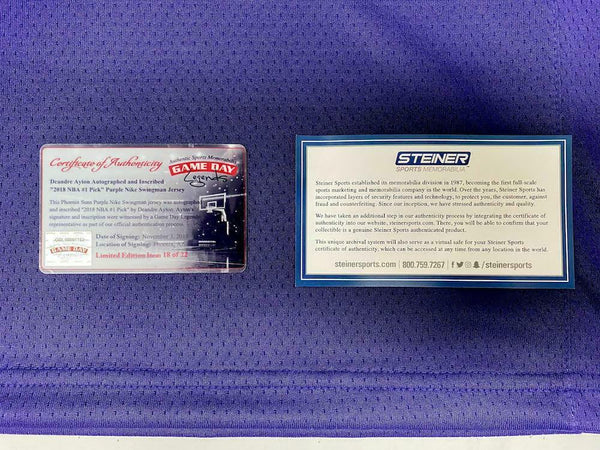 Certificate of Authenticity
Authentic Sports Memorabilia
GAME DAY
Legends
Deandre Ayton Autographed and Inscribed
"2018 NBA #1 Pick" Purple Nike Swingman Jersey
This Phoenix Suns Purple Nike Swingman jersey was autographed
and inscribed "2018 NBA #1 Pick" by Deandre Ayton. Ayton's
signature and inscription were witnessed by a Game Day Legends
representative as part of our official authentication process.
Date of Signing: November 2,
Location of Signing: Phoenix, AZ
Limited Edition Item 18 of 22
GAME DAY
STEINER
SPORTS MEMORABILIA
Steiner Sports established its memorabilia division in 1987, becoming the first full-scale
sports marketing and memorabilia company in the world. Over the years, Steiner Sports has
incorporated layers of security features and technology, to protect you, the customer, against
fraud and counterfeiting. Since our inception, we have stressed authenticity and quality.
We have taken an additional step in our authenticity process by integrating the certificate of
authenticity into our website, steinersports.com. There, you will be able to confirm that your
collectible is a genuine Steiner Sports Authenticated product.
This unique archival system will also serve as a virtual safe for your Steiner Sports
certificate of authenticity, which can be accessed at any time from any location in the world.
steinersports.com | 800.759.7267 | /steinersports